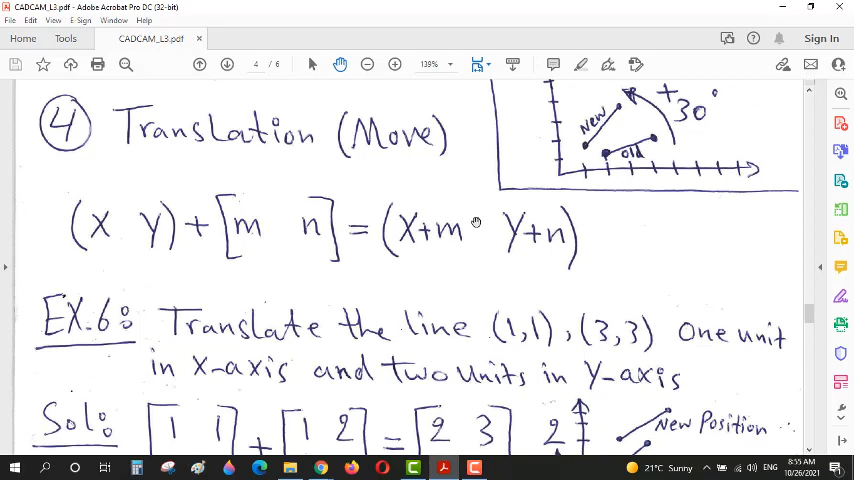 CADCAM_L3.pdf - Adobe Acrobat Pro DC (32-bit)
File Edit View E-Sign Window Help
Home Tools CADCAM_L3.pdf × Sign In
4 / 6 139%
New old +30°
4 Translation (Move)
(X Y) + [m n] = (X+m Y+n)
EX.6: Translate the line (1,1), (3,3) One unit
in X-axis and two Units in Y-axis
Sol: [1 1] + [1 2] = [2 3] 2 New Position ..
21°C Sunny ENG 8:55 AM
10/26/2021